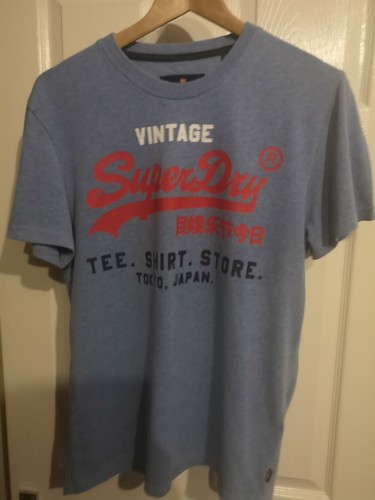 VINTAGE
SuperDry
TEE. SHIRT. STORE.
TOKYO, JAPAN.